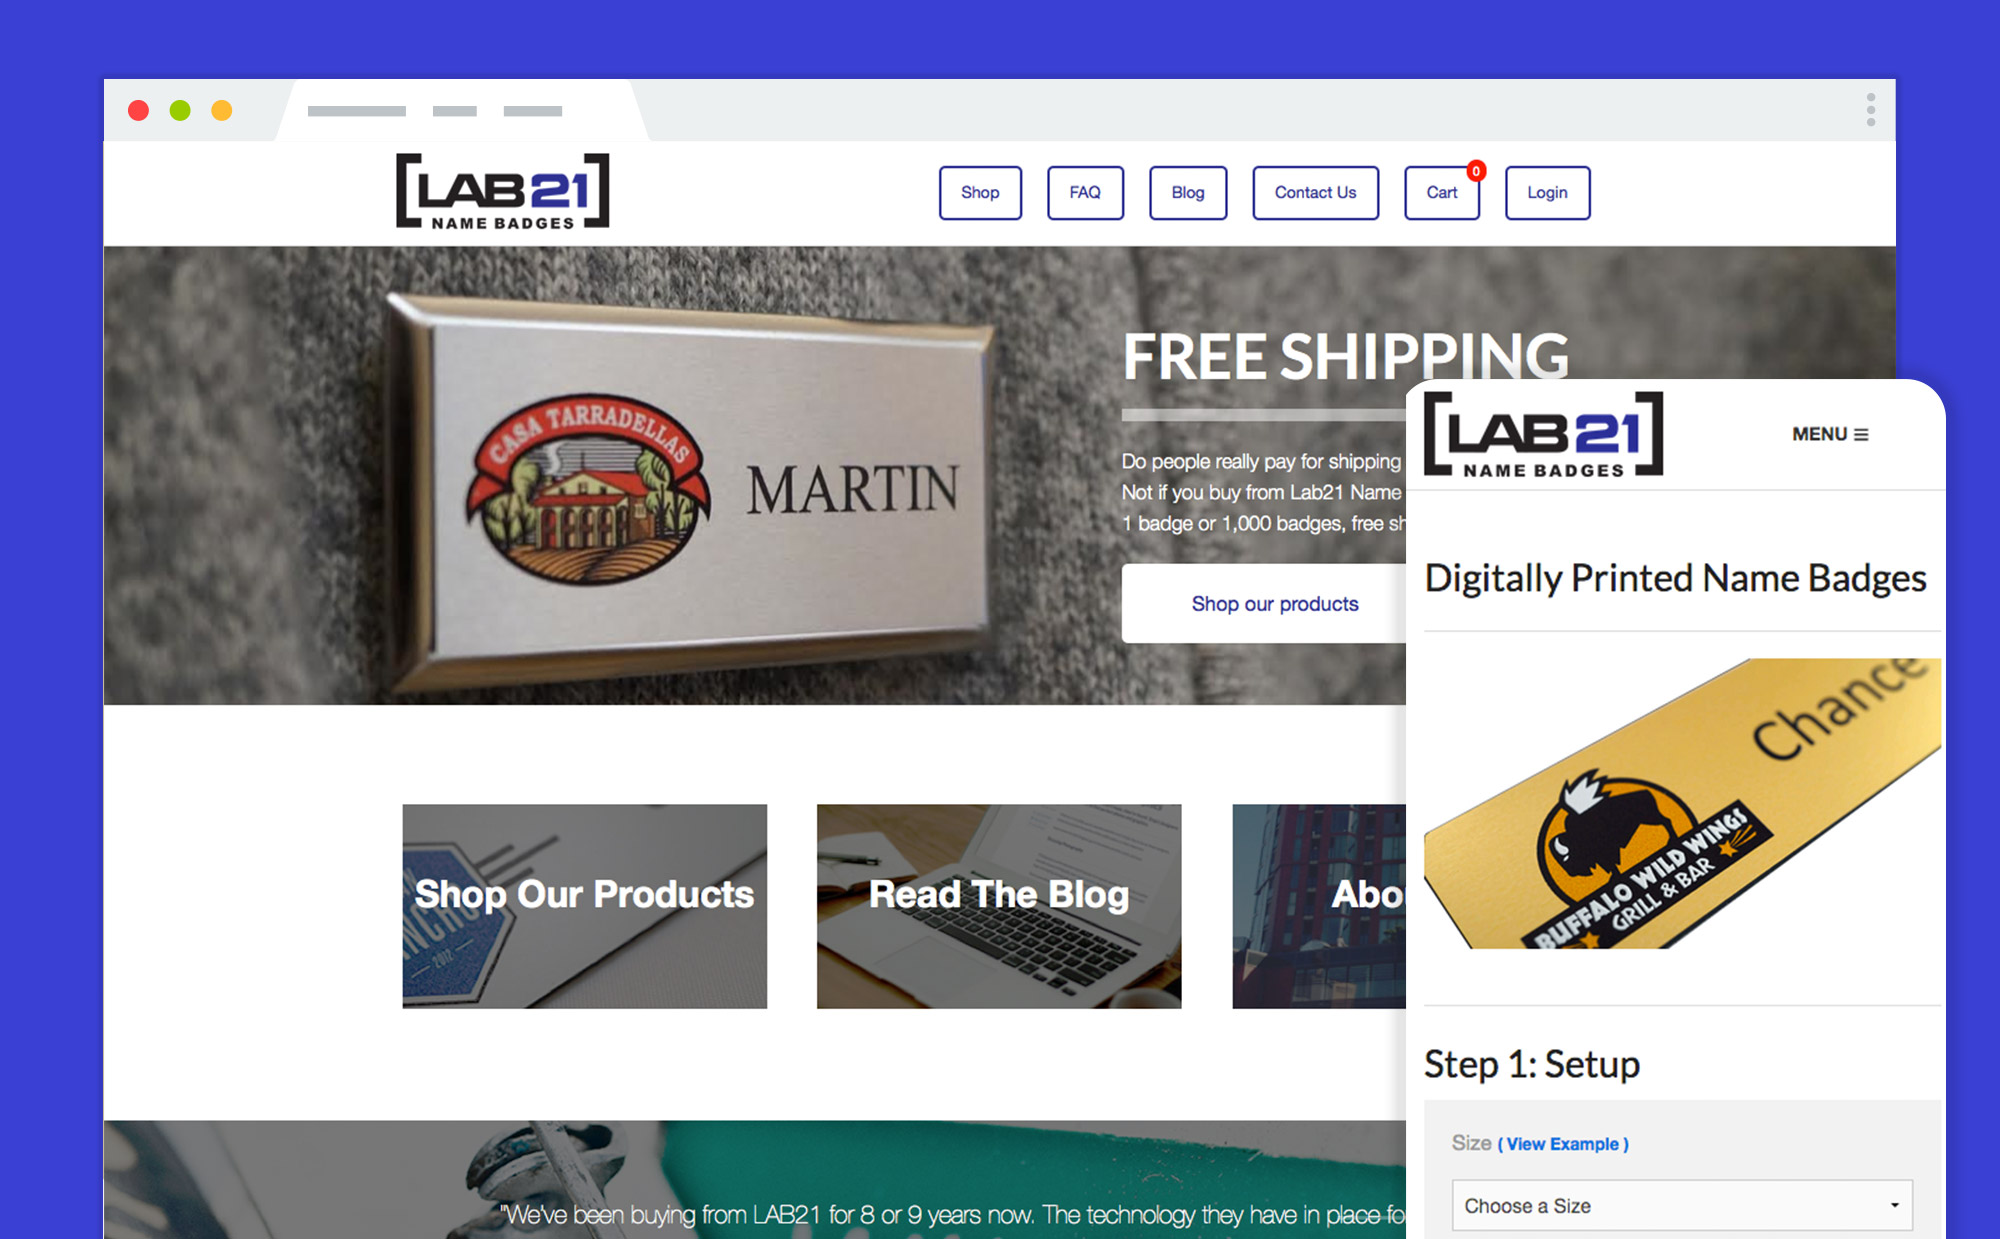 [LAB21]
NAME BADGES
Shop
FAQ
Blog
Contact Us
Cart
0
Login
CASA TARRADELLAS
MARTIN
FREE SHIPPING
Do people really pay for shipping
Not if you buy from Lab21 Name
1 badge or 1,000 badges, free sh
Shop our products
2012
Shop Our Products
Read The Blog
Abo
"We've been buying from LAB21 for 8 or 9 years now. The technology they have in place fo
[LAB21]
NAME BADGES
MENU
Digitally Printed Name Badges
Chance
BUFFALO WILD WINGS
GRILL & BAR
Step 1: Setup
Size ( View Example )
Choose a Size